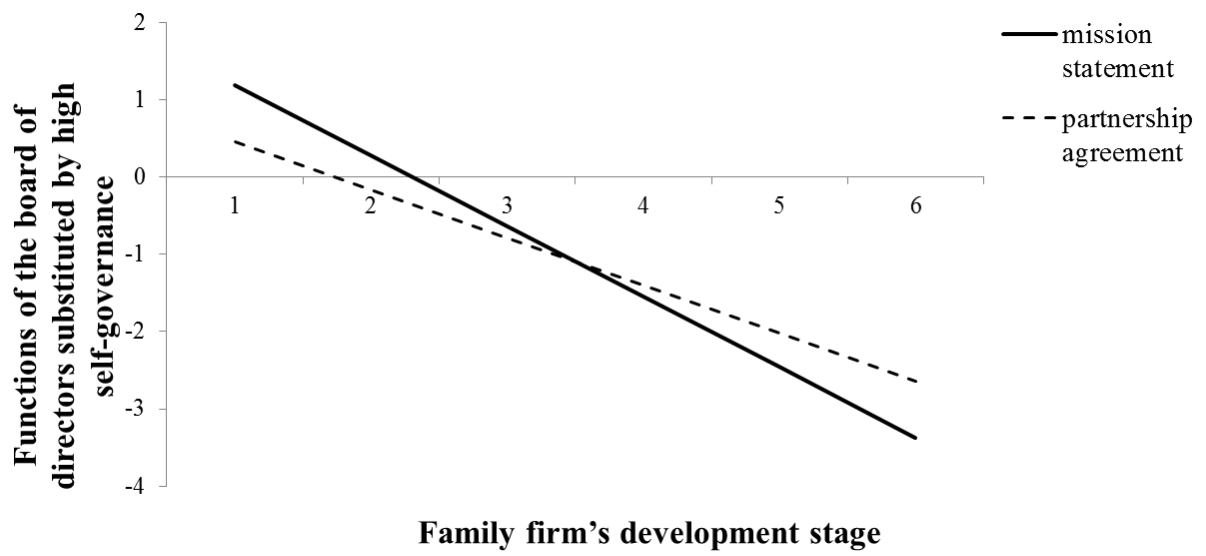 Functions of the board of
directors substituted by high
self-governance
2
1
0
-1
-2
-3
-4
1 2 3 4 5 6
Family firm’s development stage
mission
statement
partnership
agreement